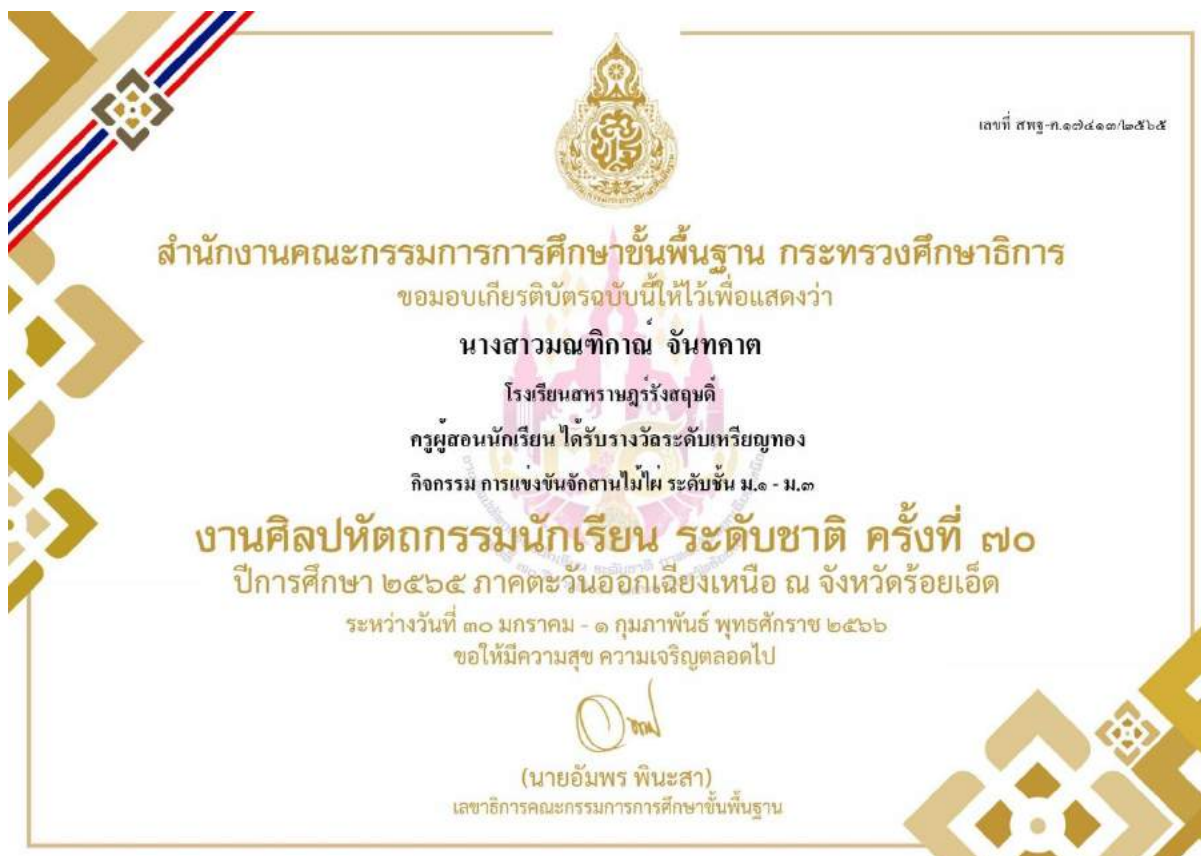 เลขที่ สพฐ-ค.๑๗๔๑๓/๒๕๖๕
สำนักงานคณะกรรมการการศึกษาขั้นพื้นฐาน กระทรวงศึกษาธิการ
ขอมอบเกียรติบัตรฉบับนี้ให้ไว้เพื่อแสดงว่า
นางสาวมณฑิกาณ์ จันทคาต
โรงเรียนสหราษฎร์รังสฤษดิ์
ครูผู้สอนนักเรียน ได้รับรางวัลระดับเหรียญทอง
กิจกรรม การแข่งขันจักสานไม้ไผ่ ระดับชั้น ม.๑ - ม.๓
งานศิลปหัตถกรรมนักเรียน ระดับชาติ ครั้งที่ ๗๐
ปีการศึกษา ๒๕๖๕ ภาคตะวันออกเฉียงเหนือ ณ จังหวัดร้อยเอ็ด
ระหว่างวันที่ ๓๐ มกราคม - ๑ กุมภาพันธ์ พุทธศักราช ๒๕๖๖
ขอให้มีความสุข ความเจริญตลอดไป
(นายอัมพร พินะสา)
เลขาธิการคณะกรรมการการศึกษาขั้นพื้นฐาน